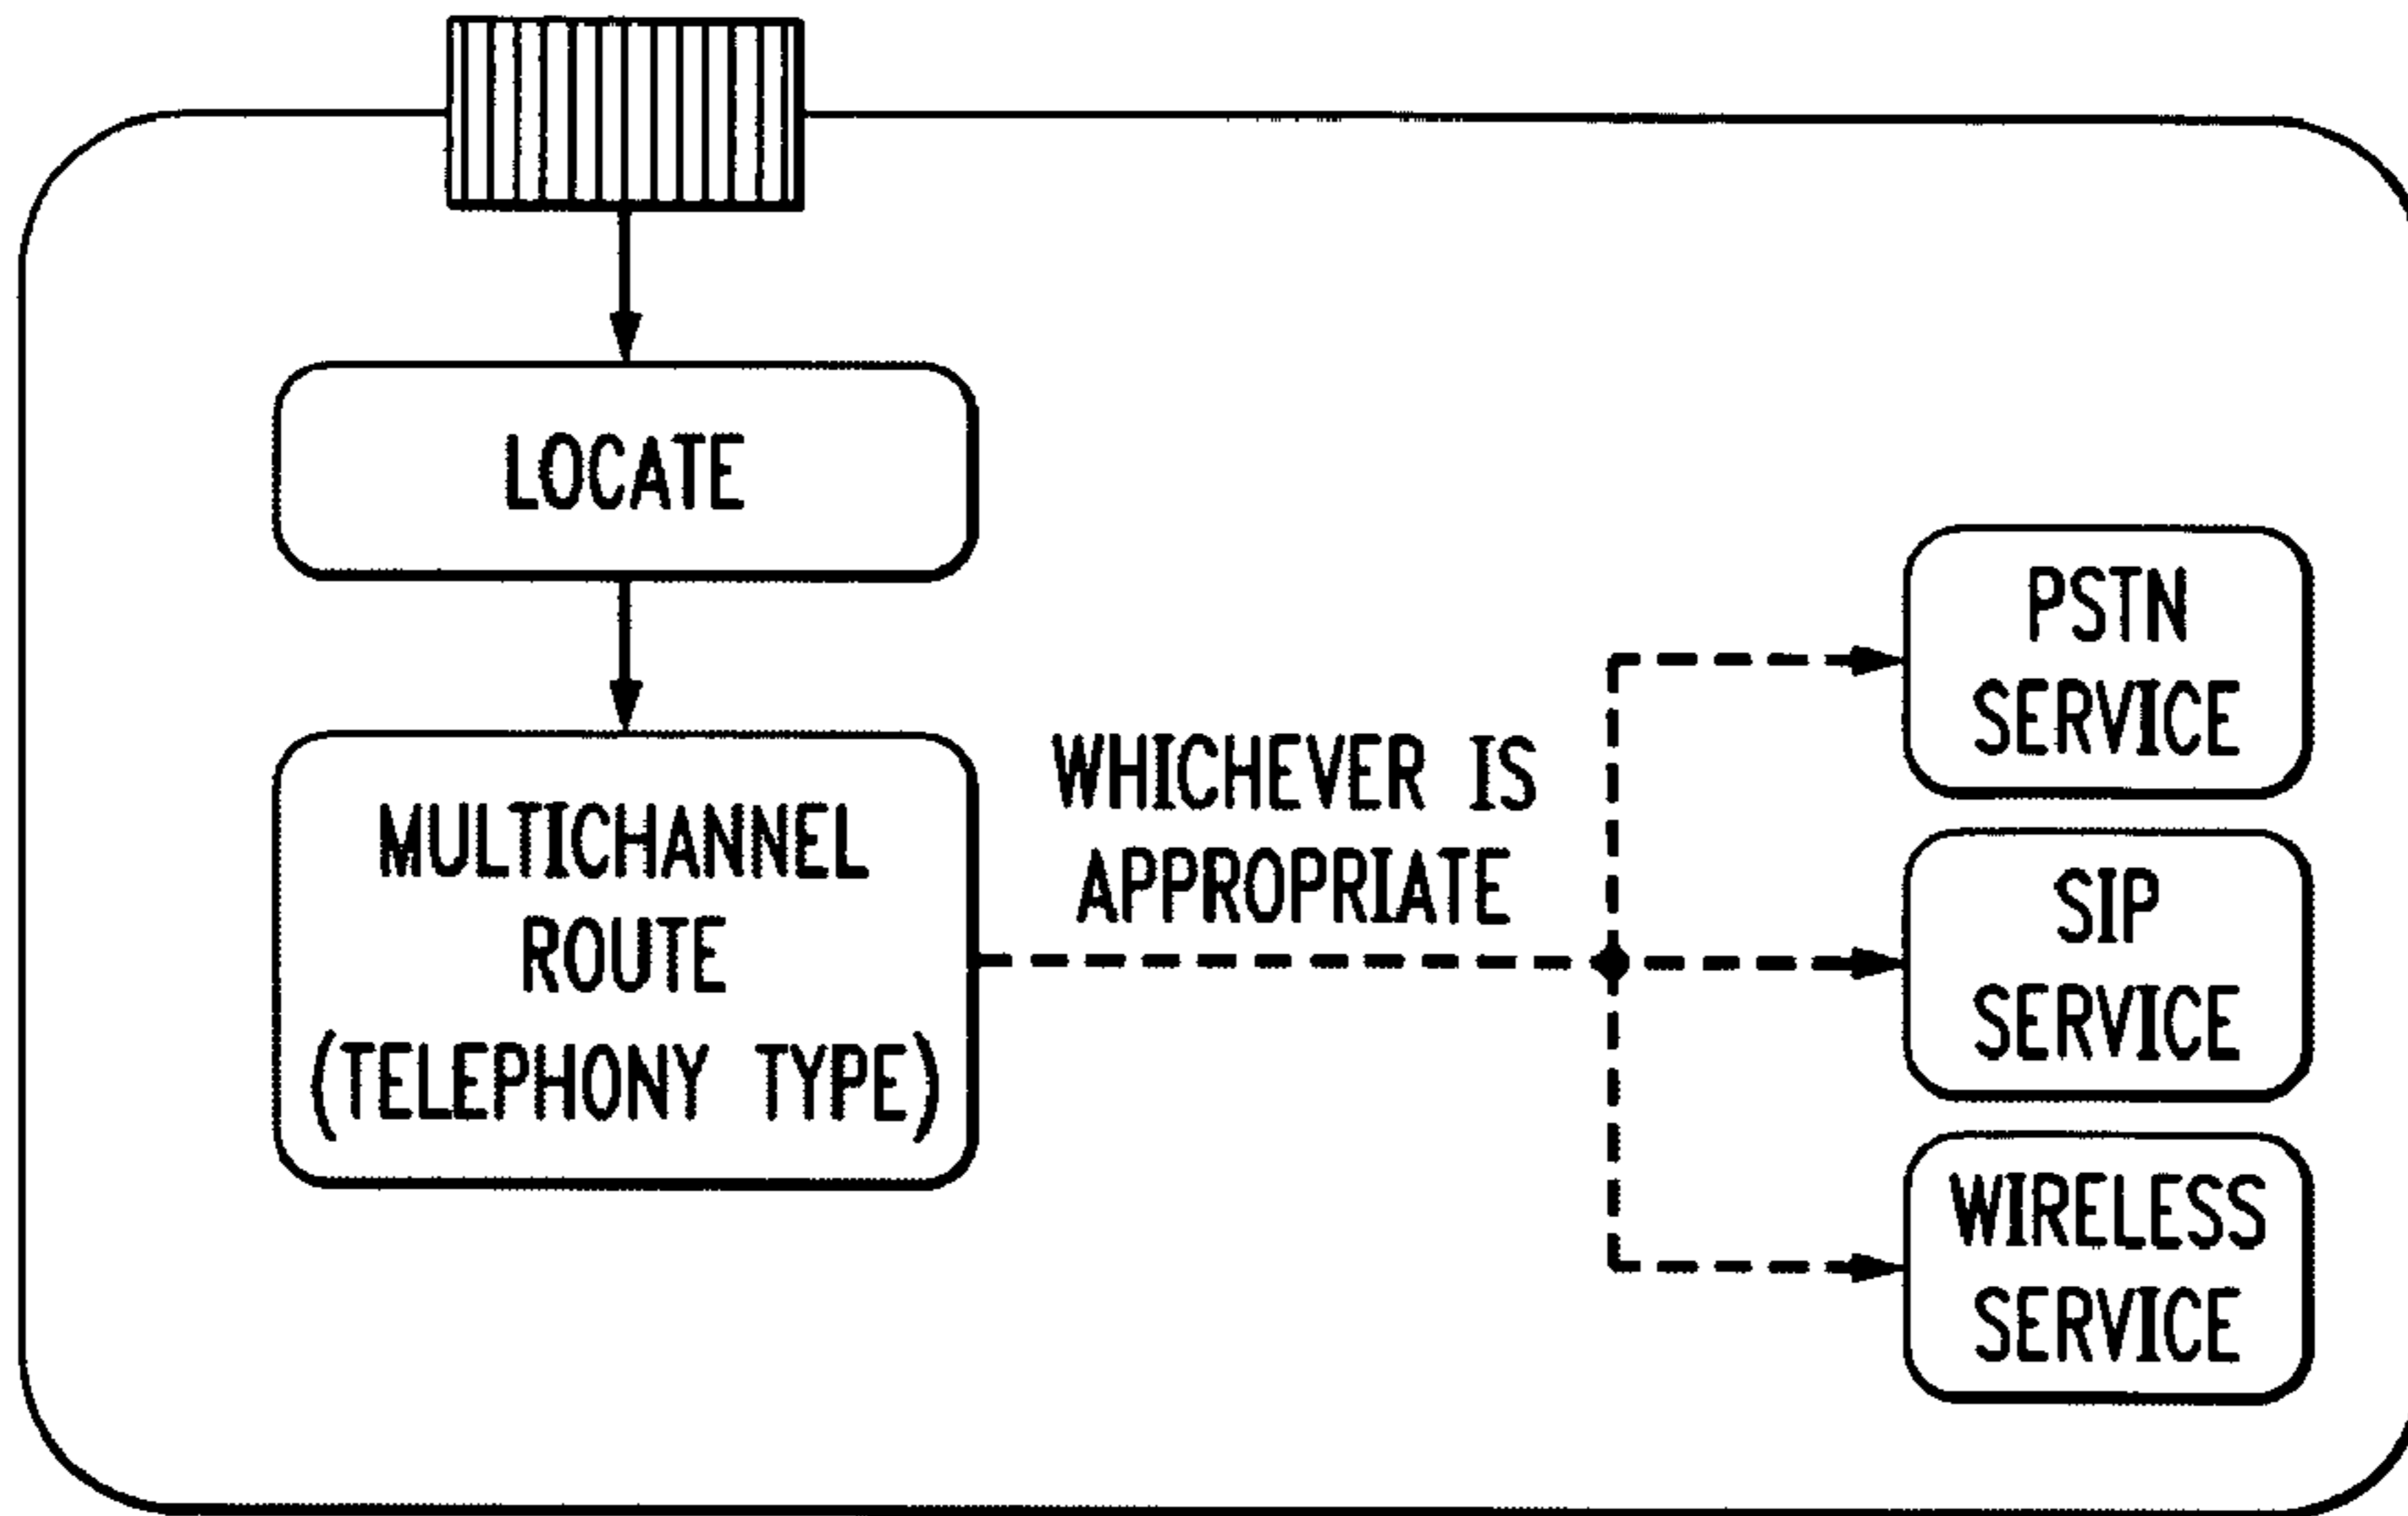 LOCATE
MULTICHANNEL
ROUTE
(TELEPHONY TYPE)
WHICHEVER IS
APPROPRIATE
PSTN
SERVICE
SIP
SERVICE
WIRELESS
SERVICE